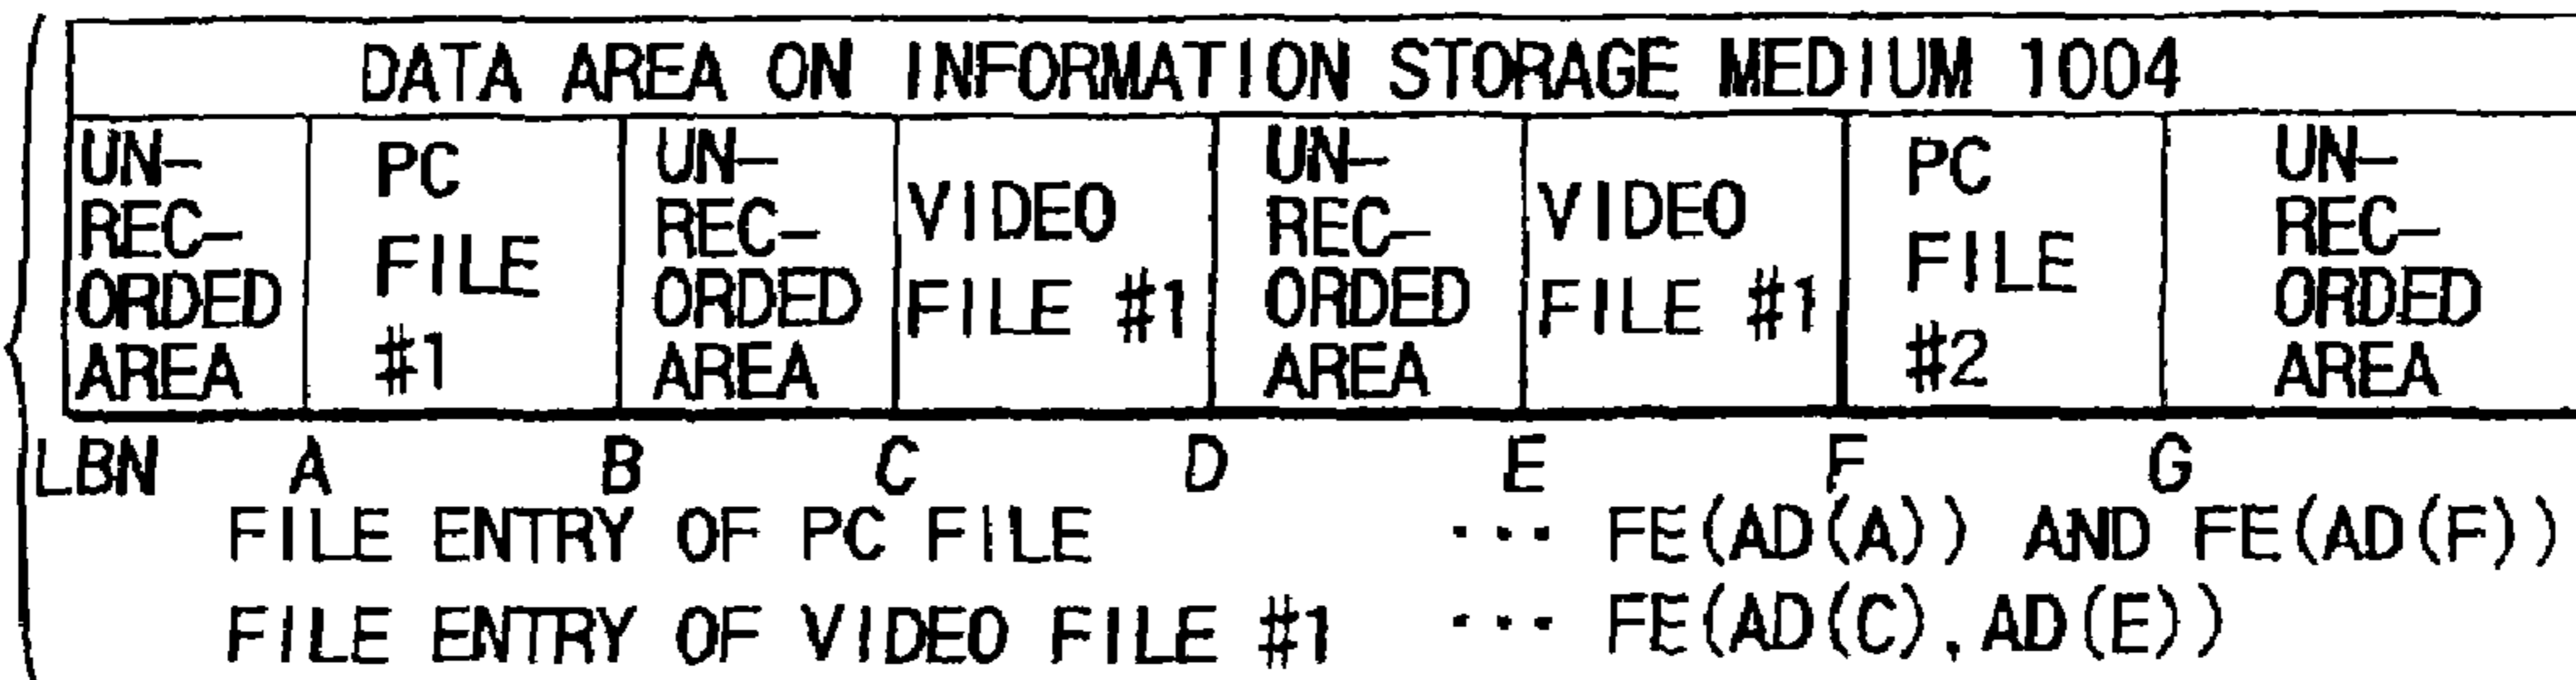 DATA AREA ON INFORMATION STORAGE MEDIUM 1004
UN-
REC-
ORDED
AREA
PC
FILE
#1
UN-
REC-
ORDED
AREA
VIDEO
FILE #1
UN-
REC-
ORDED
AREA
VIDEO
FILE #1
PC
FILE
#2
UN-
REC-
ORDED
AREA
LBN A B C D E F G
FILE ENTRY OF PC FILE ··· FE(AD(A)) AND FE(AD(F))
FILE ENTRY OF VIDEO FILE #1 ··· FE(AD(C), AD(E))